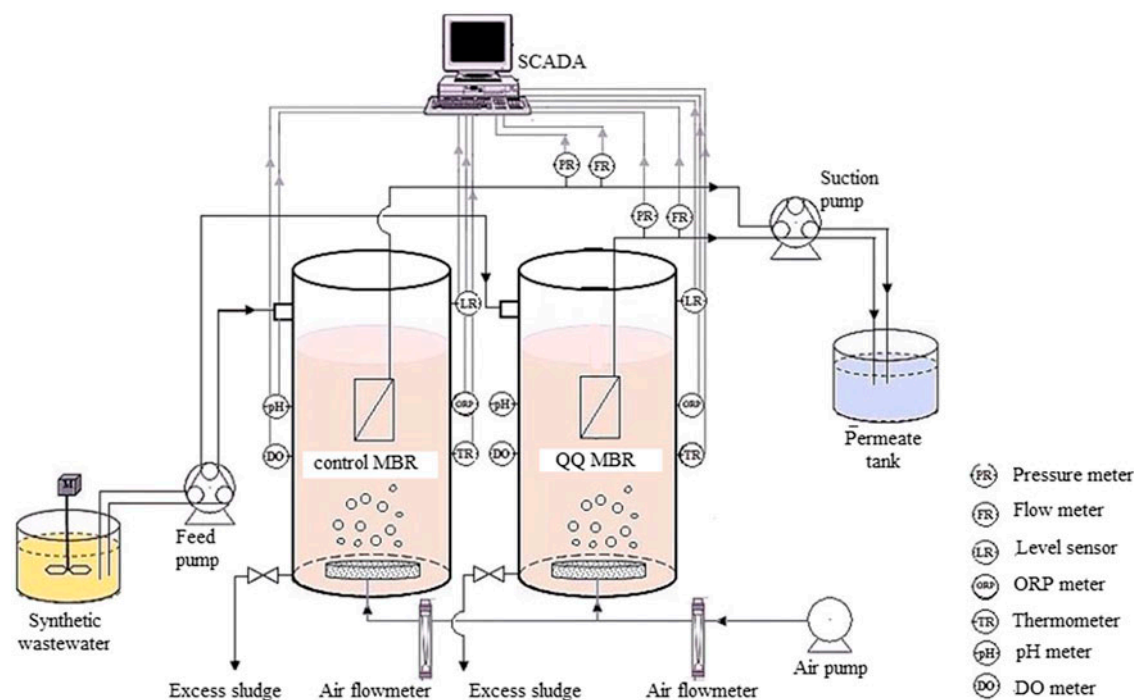 SCADA
PR
FR
Suction
pump
PR
FR
LR
LR
pH
ORP
pH
ORP
DO
control MBR
TR
DO
QQ MBR
TR
Permeate
tank
M
Feed
pump
Synthetic
wastewater
Air pump
Excess sludge
Air flowmeter
Excess sludge
Air flowmeter
PR Pressure meter
FR Flow meter
LR Level sensor
ORP ORP meter
TR Thermometer
pH pH meter
DO DO meter